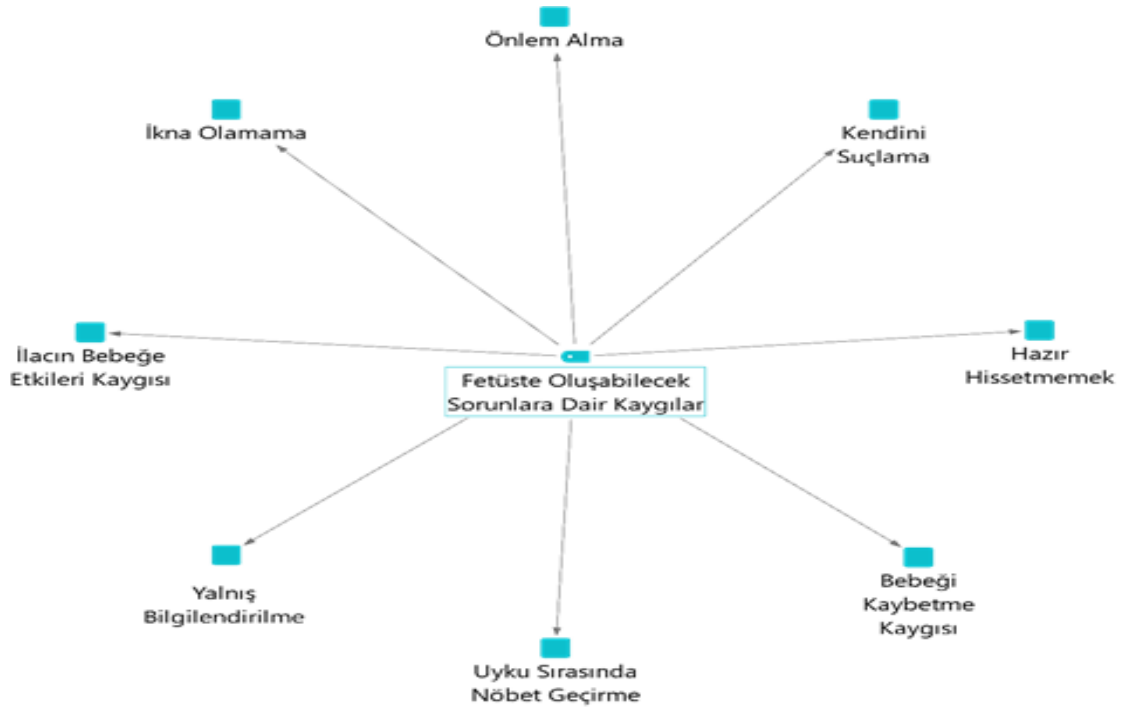 Önlem Alma
İkna Olamama
Kendini
Suçlama
İlacın Bebeğe
Etkileri Kaygısı
Fetüste Oluşabilecek
Sorunlara Dair Kaygılar
Hazır
Hissetmemek
Yalnış
Bilgilendirilme
Uyku Sırasında
Nöbet Geçirme
Bebeği
Kaybetme
Kaygısı